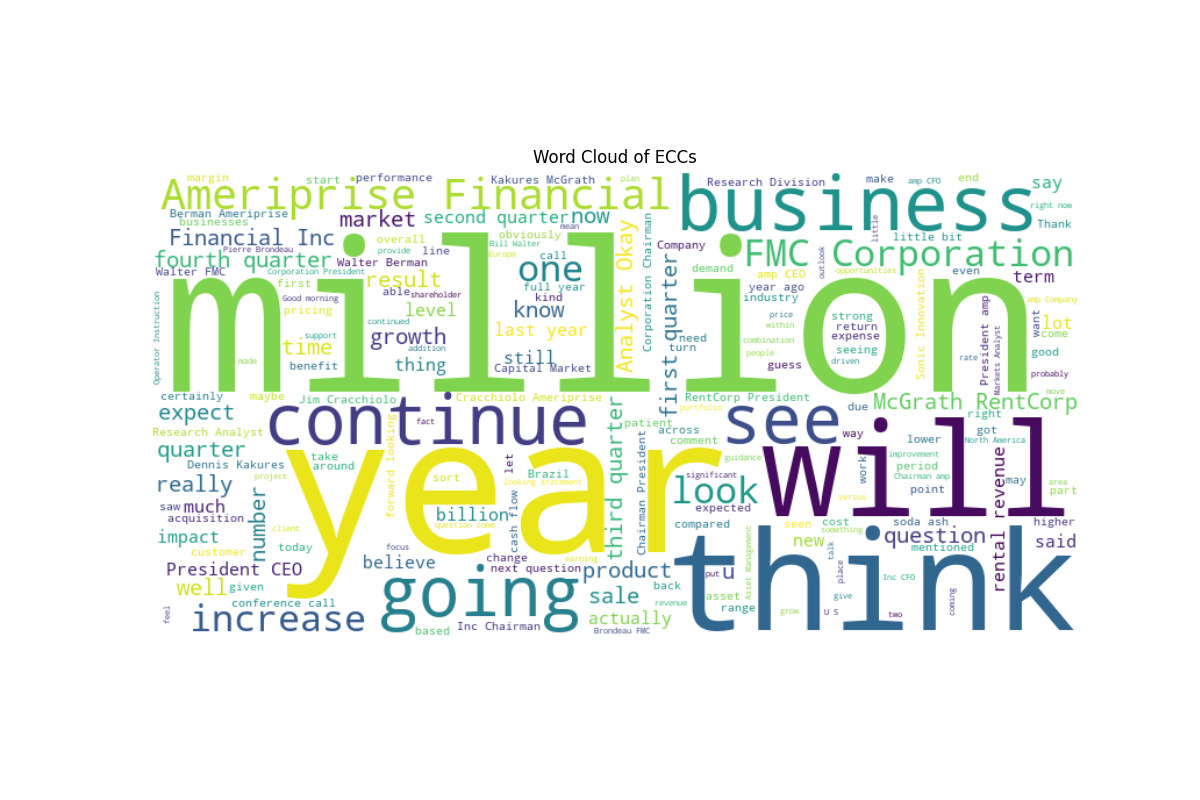 Word Cloud of ECCs
margin
start
performance
Kakures McGrath
plan
Research Division
make
amp CFO
end
say
right now
Ameriprise Financial
business
Berman Ameriprise
businesses
market
second quarter
now
mean
little
Thank
Financial Inc
overall
obviously
Bill Walter
Analyst Okay
Corporation Chairman
Company
little bit
Pierre Brondeau
provide
line
call
Europe
fourth quarter
Walter Berman
one
FMC Corporation
Walter FMC
Corporation President
result
demand
amp CEO
outlook
opportunities
even
term
first
able
full year
year ago
Good morning
shareholder
kind
industry
amp Company
million
pricing
level
know
last year
first quarter
price
strong
Sonic Innovation
President amp
want
lot
Operator Instruction
continued
within
return
come
support
growth
need
turn
combination
expense
Markets Analyst
time
addition
still
people
seeing
rate
good
made
benefit
thing
Capital Market
guess
driven
probably
move
certainly
maybe
Jim Cracchiolo
Cracchiolo Ameriprise
RentCorp President
McGrath RentCorp
expect
continue
fact
third quarter
portfolio
see
due
right
Research Analyst
patient
across
way
got
quarter
comment
lower
North America
will
Dennis Kakures
take
around
forward looking
let
Chairman President
guidance
work
improvement
project
year
sort
Brazil
significant
period
Chairman amp
rental revenue
really
looking statement
look
versus
may
area
saw
much
number
billion
cash flow
expected
point
part
acquisition
question come
compared
seen
cost
soda ash
higher
impact
client
something
question
said
customer
today
focus
change
believe
new
talk
mentioned
President CEO
next question
earning
product
Asset Management
put
u
place
Inc CFO
think
well
given
going
back
asset
give
coming
conference call
sale
revenue
range
grow
U S
two
feel
increase
based
Inc Chairman
actually
Brondeau FMC